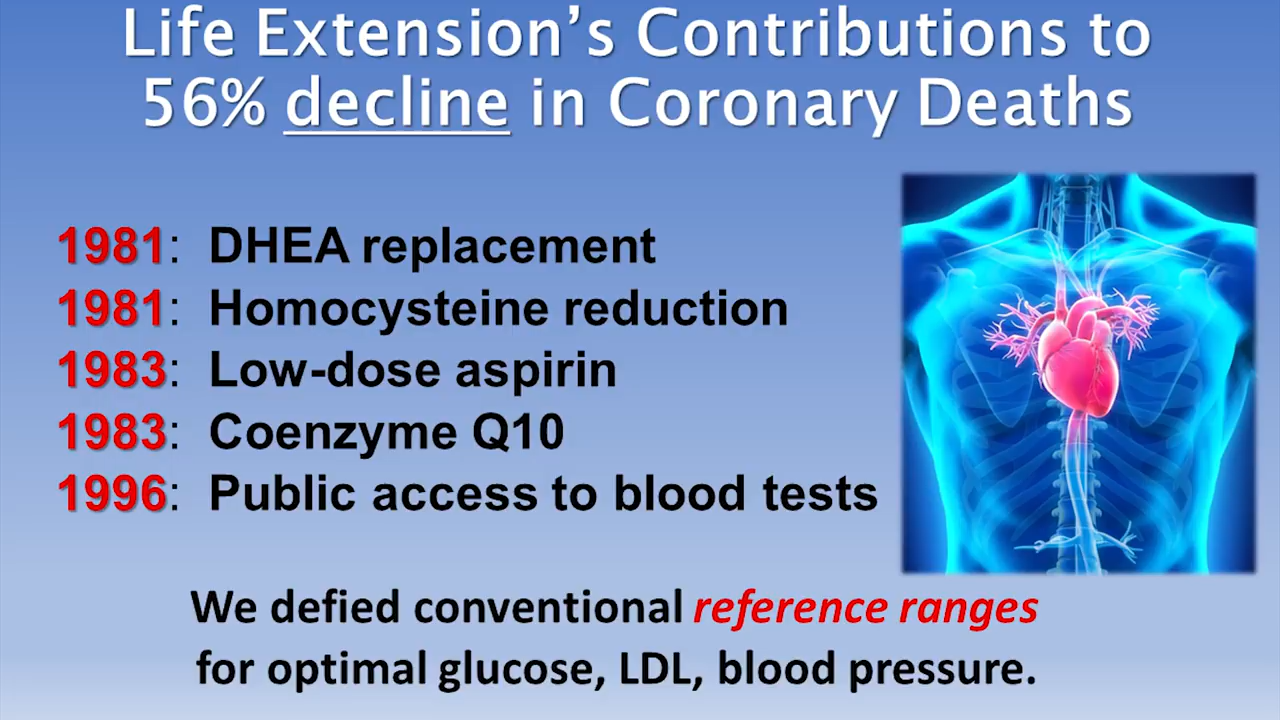 Life Extension’s Contributions to
56% decline in Coronary Deaths
1981: DHEA replacement
1981: Homocysteine reduction
1983: Low-dose aspirin
1983: Coenzyme Q10
1996: Public access to blood tests
We defied conventional reference ranges
for optimal glucose, LDL, blood pressure.